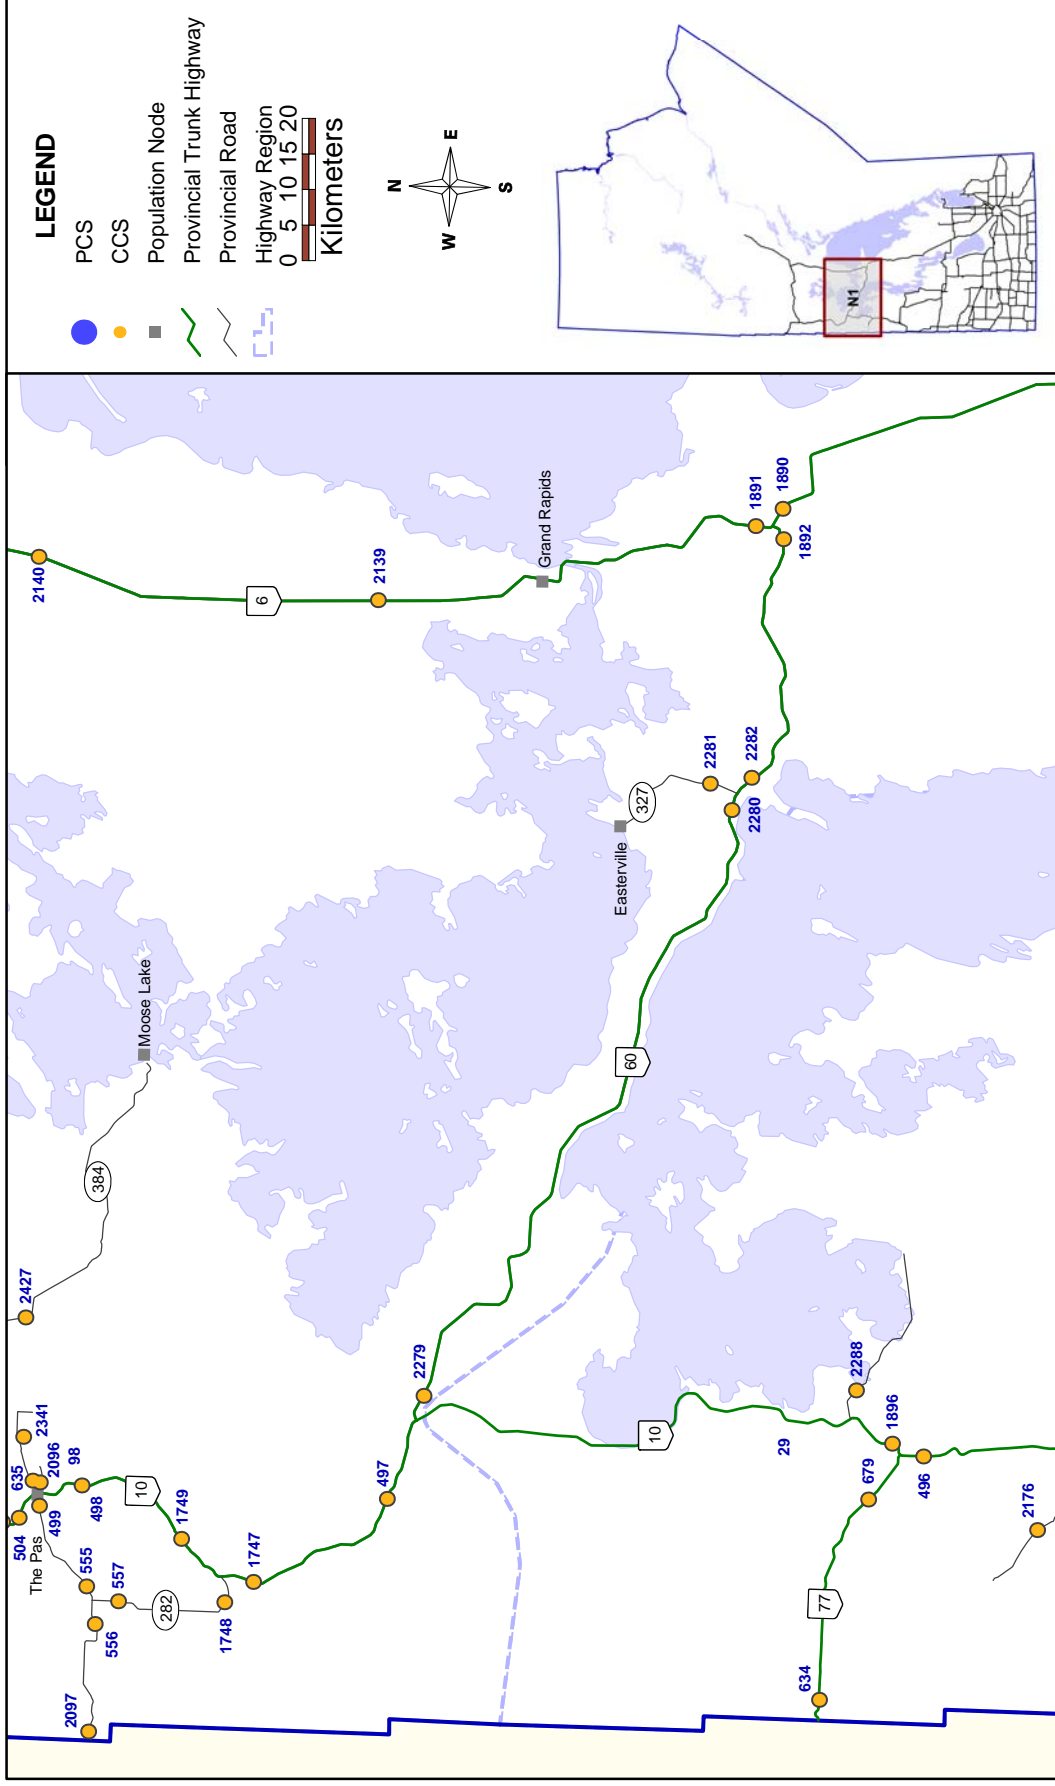 LEGEND
PCS
CCS
Population Node
Provincial Trunk Highway
Provincial Road
Highway Region
0 5 10 15 20
Kilometers
N
W E
S
N1
2140
6
2139
Grand Rapids
1891
1890
1892
2281
2282
2280
327
Easterville
60
Moose Lake
384
2427
2279
2341
635
2096
98
504
499
498
The Pas
10
1749
555
557
556
282
1748
1747
497
2097
10
29
2288
1896
679
496
2176
77
634